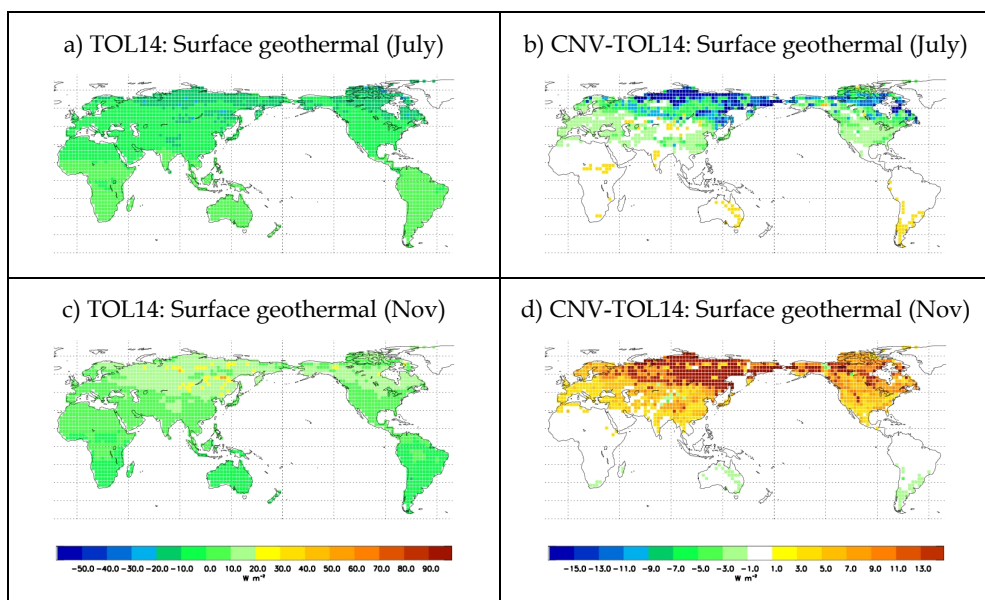 a) TOL14: Surface geothermal (July)
b) CNV-TOL14: Surface geothermal (July)
c) TOL14: Surface geothermal (Nov)
d) CNV-TOL14: Surface geothermal (Nov)
-50.0 -40.0 -30.0 -20.0 -10.0 0.0 10.0 20.0 30.0 40.0 50.0 60.0 70.0 80.0 90.0
W m⁻²
-15.0 -13.0 -11.0 -9.0 -7.0 -5.0 -3.0 -1.0 1.0 3.0 5.0 7.0 9.0 11.0 13.0
W m⁻²